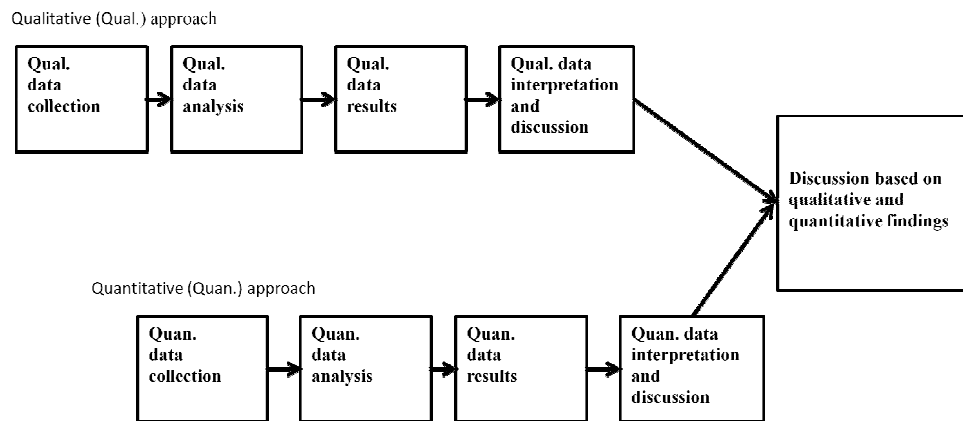 Qualitative (Qual.) approach
Qual.
data
collection
Qual.
data
analysis
Qual.
data
results
Qual. data
interpretation
and
discussion
Discussion based on
qualitative and
quantitative findings
Quantitative (Quan.) approach
Quan.
data
collection
Quan.
data
analysis
Quan.
data
results
Quan. data
interpretation
and
discussion